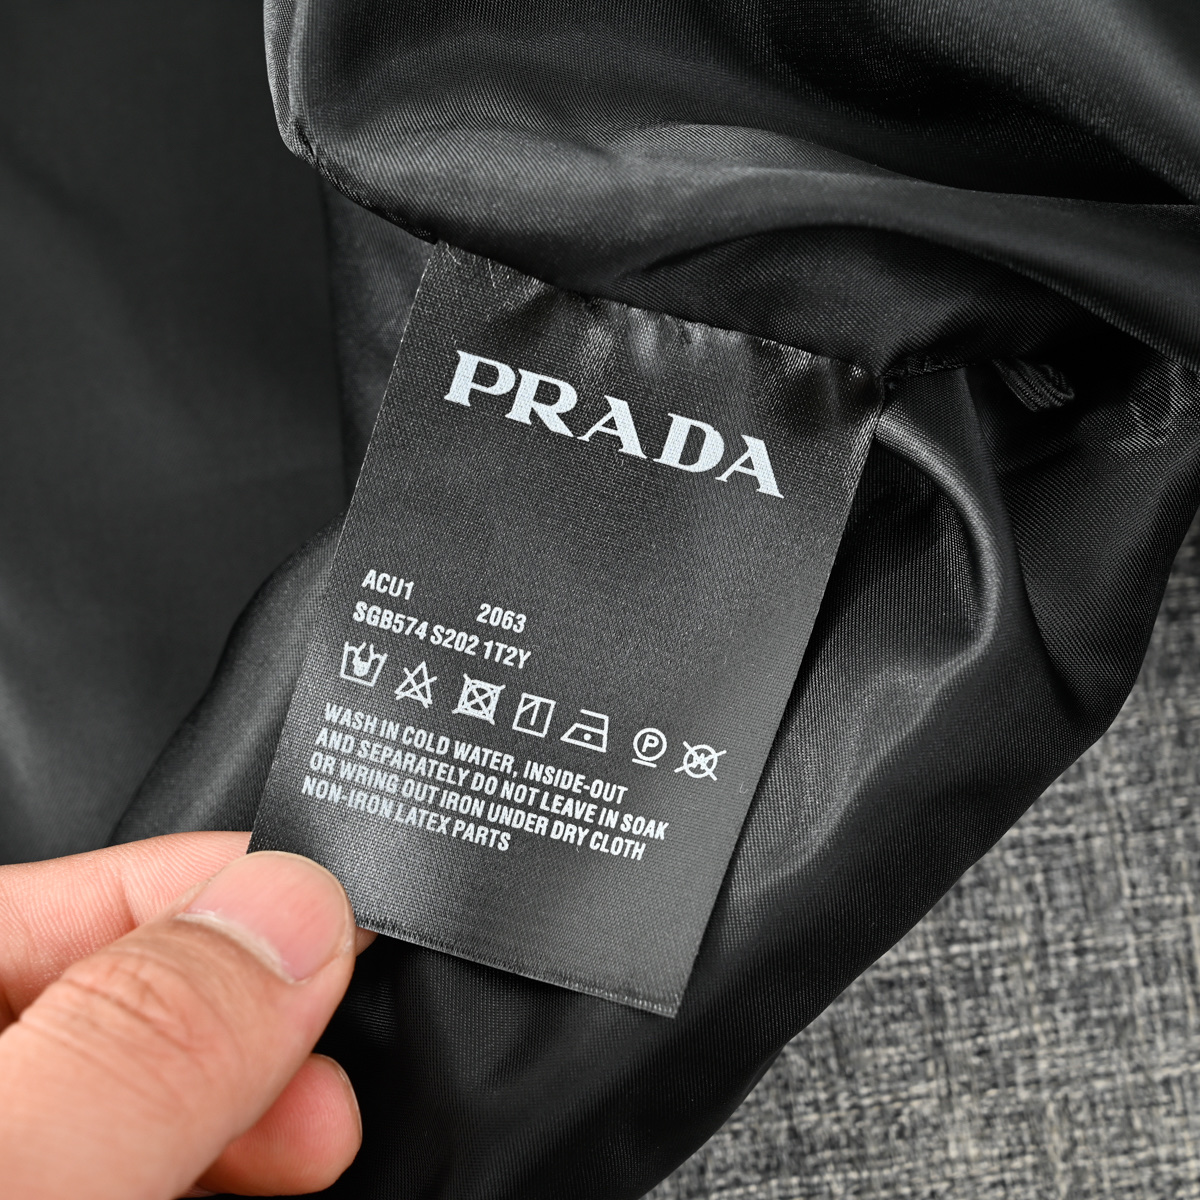 PRADA
ACU1 2063
SGB574 S202 1T2Y
P
WASH IN COLD WATER, INSIDE-OUT
AND SEPARATELY DO NOT LEAVE IN SOAK
OR WRING OUT IRON UNDER DRY CLOTH
NON-IRON LATEX PARTS